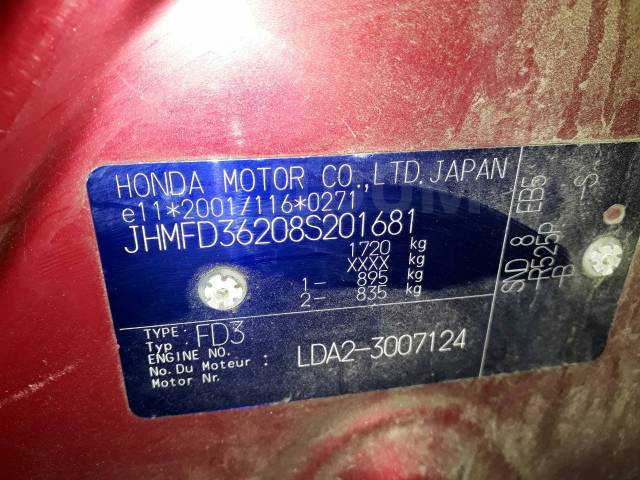 HONDA MOTOR CO.,LTD.JAPAN
e11*2001/116*0271
JHMFD36208S201681
1720 kg
XXXX kg
1- 895 kg
2- 835 kg
TYPE:
Typ : FD3
ENGINE NO.
No.Du Moteur : LDA2-3007124
Motor Nr.
SND 8 EB5 -S-
R525P
B